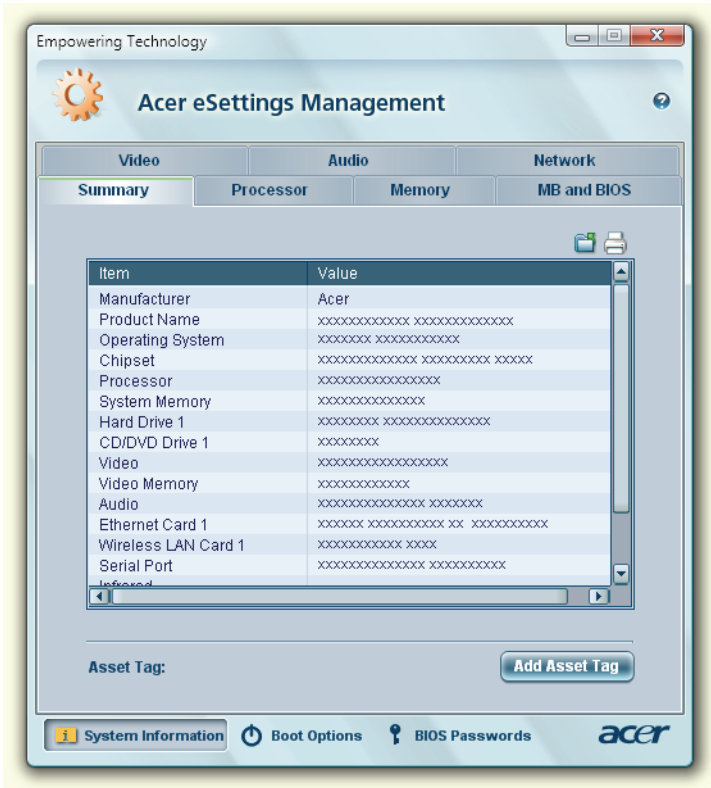 Empowering Technology
Acer eSettings Management
Video Audio Network
Summary Processor Memory MB and BIOS
Item Value
Manufacturer Acer
Product Name xxxxxxxxxxxx xxxxxxxxxxxxx
Operating System xxxxxxx xxxxxxxxxxx
Chipset xxxxxxxxxxxxx xxxxxxxxx xxxxx
Processor xxxxxxxxxxxxxxxx
System Memory xxxxxxxxxxxxxx
Hard Drive 1 xxxxxxxx xxxxxxxxxxxxxx
CD/DVD Drive 1 xxxxxxxx
Video xxxxxxxxxxxxxxxxx
Video Memory xxxxxxxxxxxx
Audio xxxxxxxxxxxxxx xxxxxxx
Ethernet Card 1 xxxxxx xxxxxxxxxx xx xxxxxxxxxx
Wireless LAN Card 1 xxxxxxxxxxx xxxx
Serial Port xxxxxxxxxxxxxx xxxxxxxxxx
Infrared
Asset Tag: Add Asset Tag
System Information Boot Options BIOS Passwords acer